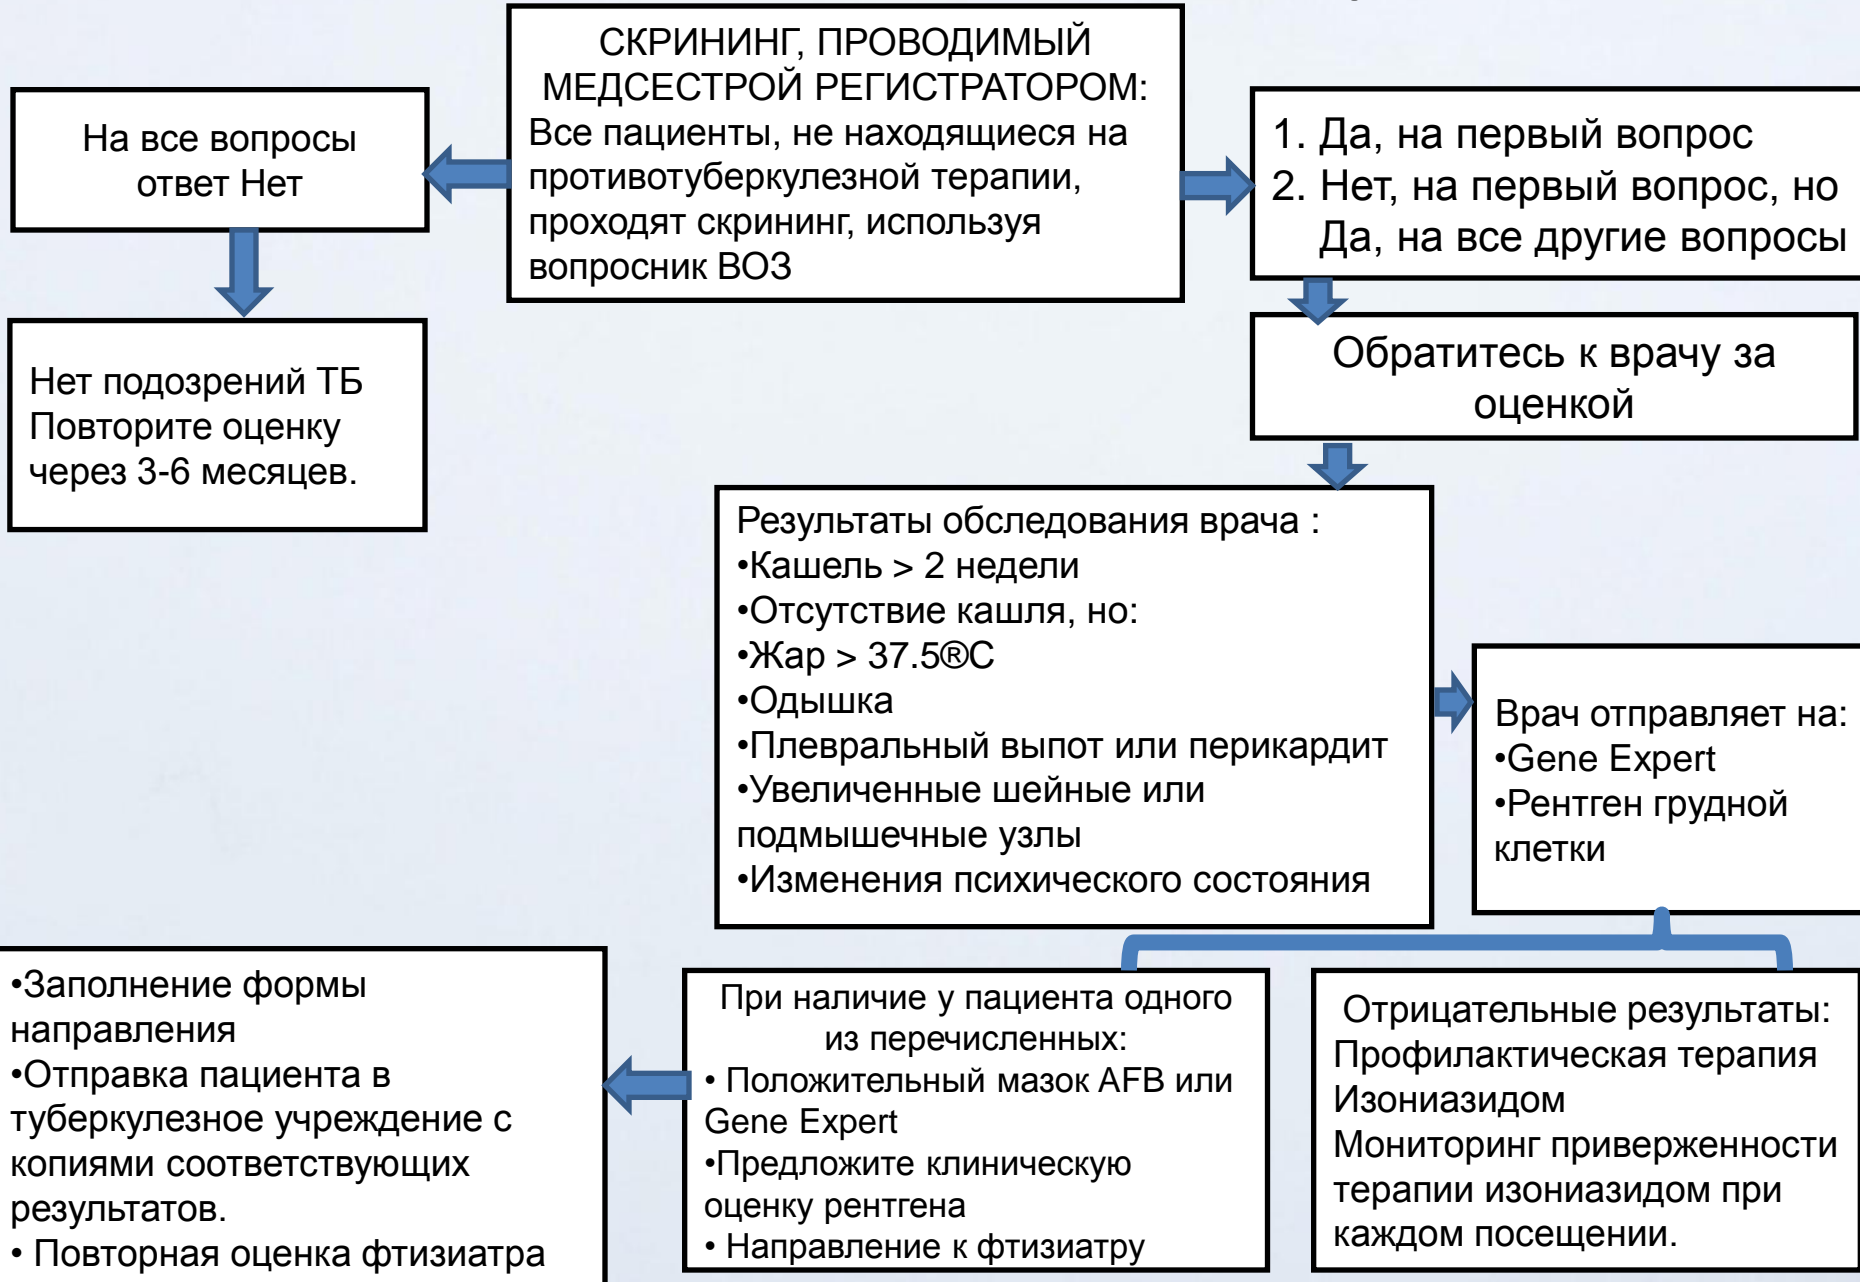 СКРИНИНГ, ПРОВОДИМЫЙ
МЕДСЕСТРОЙ РЕГИСТРАТОРОМ:
Все пациенты, не находящиеся на
противотуберкулезной терапии,
проходят скрининг, используя
вопросник ВОЗ
На все вопросы
ответ Нет
1. Да, на первый вопрос
2. Нет, на первый вопрос, но
Да, на все другие вопросы
Нет подозрений ТБ
Повторите оценку
через 3-6 месяцев.
Обратитесь к врачу за
оценкой
Результаты обследования врача :
•Кашель > 2 недели
•Отсутствие кашля, но:
•Жар > 37.5®С
•Одышка
•Плевральный выпот или перикардит
•Увеличенные шейные или
подмышечные узлы
•Изменения психического состояния
Врач отправляет на:
•Gene Expert
•Рентген грудной
клетки
•Заполнение формы
направления
•Отправка пациента в
туберкулезное учреждение с
копиями соответствующих
результатов.
• Повторная оценка фтизиатра
При наличие у пациента одного
из перечисленных:
• Положительный мазок AFB или
Gene Expert
•Предложите клиническую
оценку рентгена
• Направление к фтизиатру
Отрицательные результаты:
Профилактическая терапия
Изониазидом
Мониторинг приверженности
терапии изониазидом при
каждом посещении.